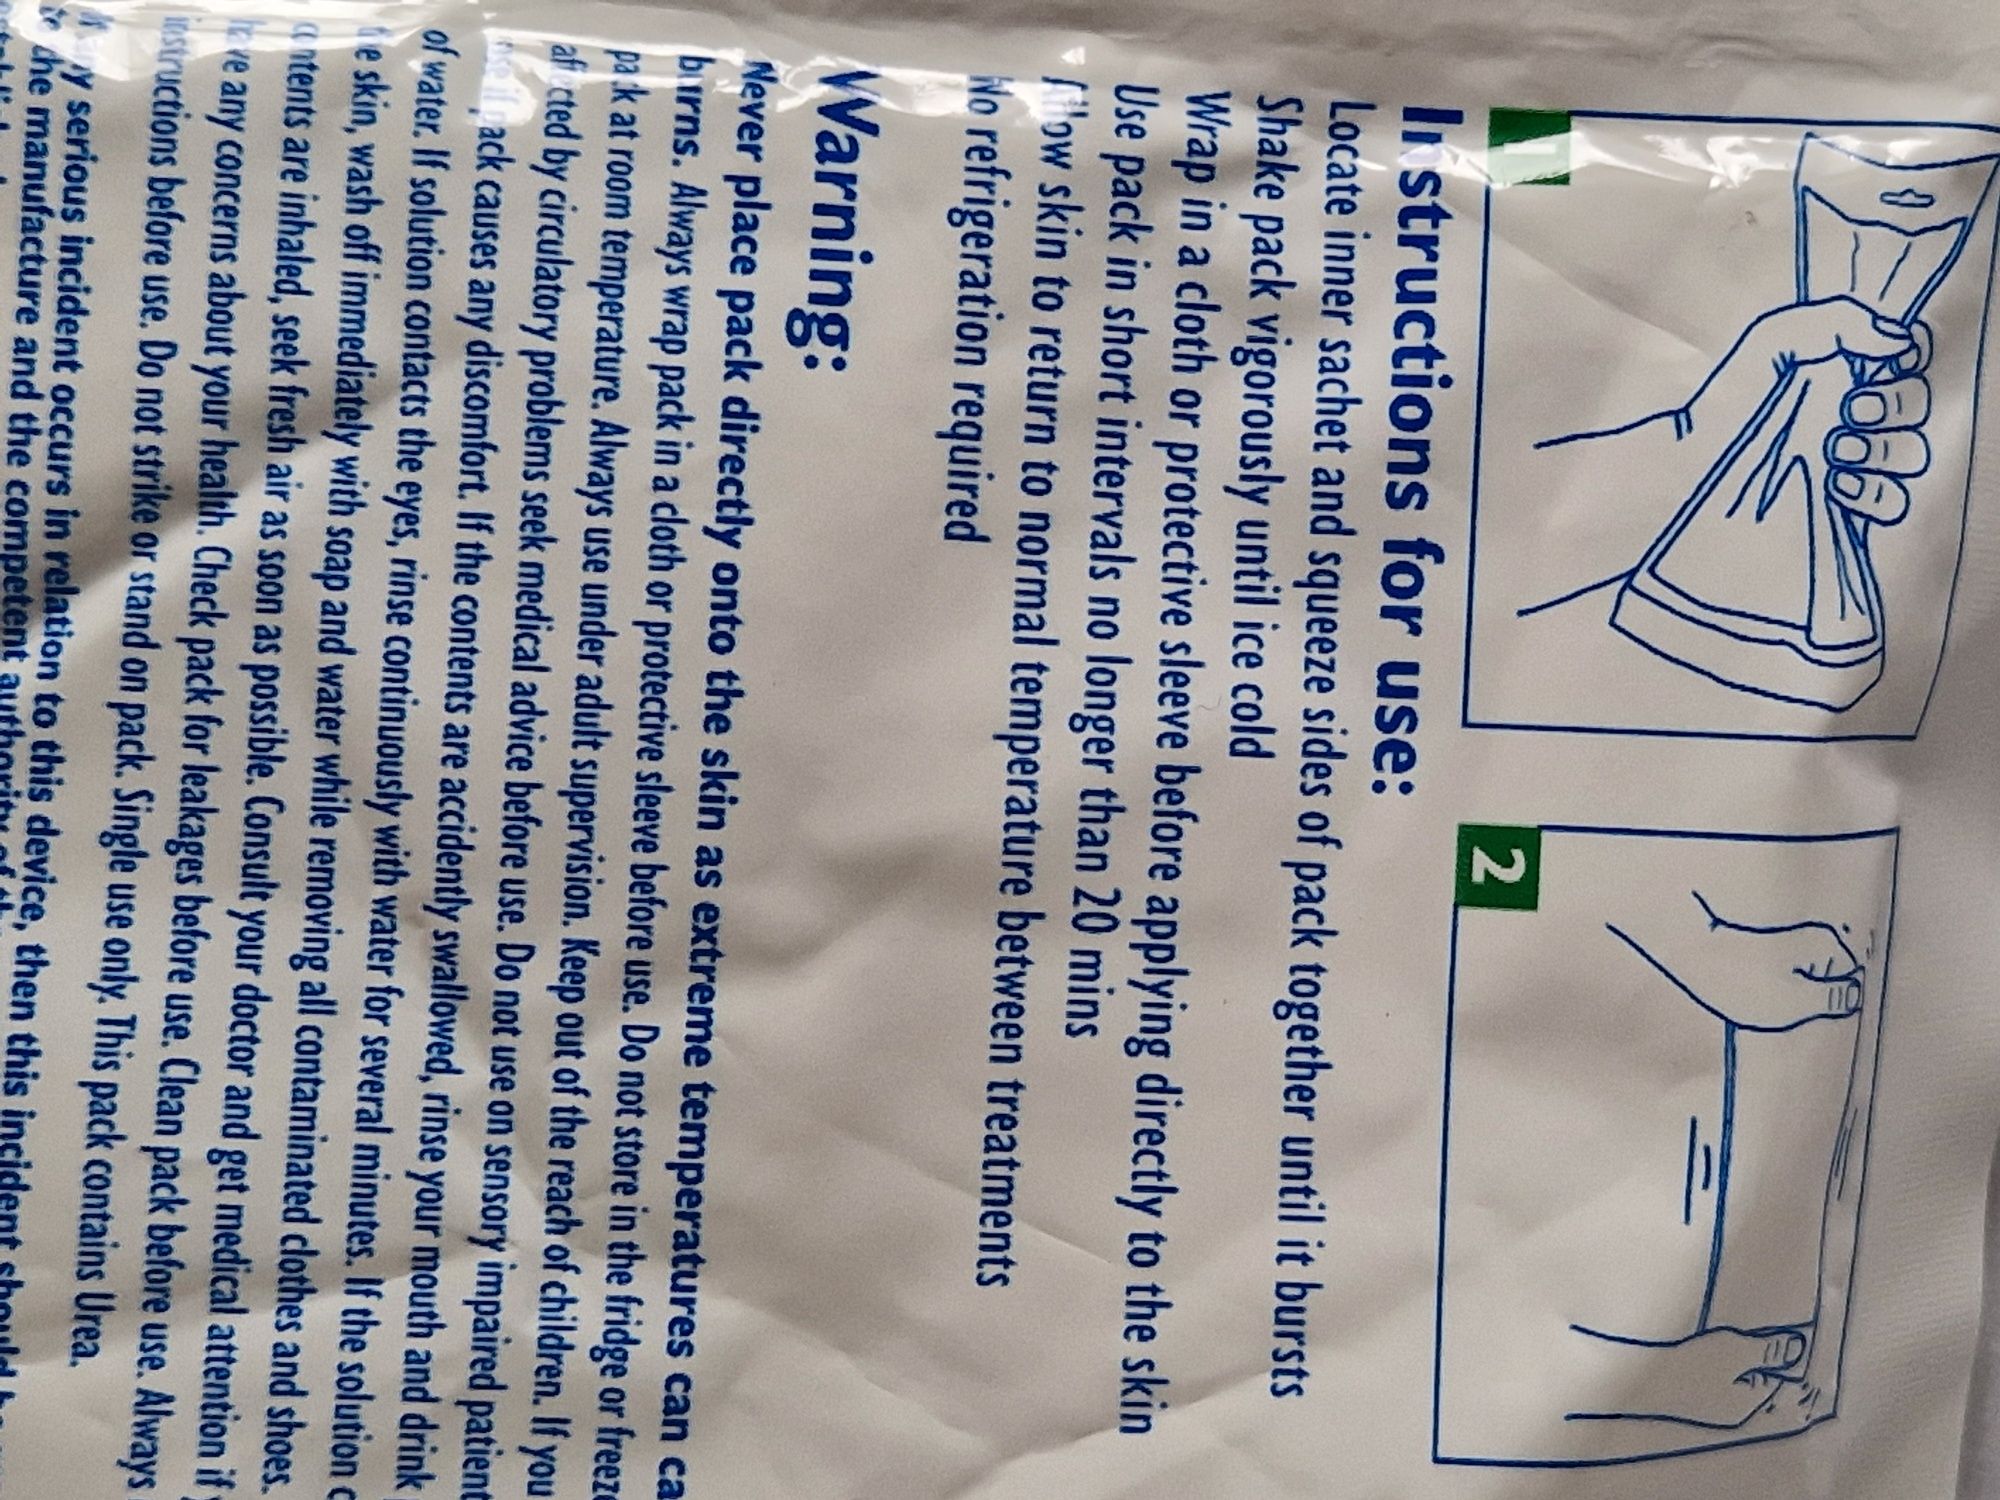 1
2
Instructions for use:
Locate inner sachet and squeeze sides of pack together until it bursts
Shake pack vigorously until ice cold
Wrap in a cloth or protective sleeve before applying directly to the skin
Use pack in short intervals no longer than 20 mins
Allow skin to return to normal temperature between treatments
No refrigeration required
Warning:
Never place pack directly onto the skin as extreme temperatures can
burns. Always wrap pack in a cloth or protective sleeve before use. Do not store in the fridge or
pack at room temperature. Always use under adult supervision. Keep out of the reach of children. If you
affected by circulatory problems seek medical advice before use. Do not use on sensory impaired
pack causes any discomfort. If the contents are accidently swallowed, rinse your mouth and drink
of water. If solution contacts the eyes, rinse continuously with water for several minutes. If the solution
the skin, wash off immediately with soap and water while removing all contaminated clothes and shoes.
contents are inhaled, seek fresh air as soon as possible. Consult your doctor and get medical attention if
have any concerns about your health. Check pack for leakages before use. Clean pack before use. Always
instructions before use. Do not strike or stand on pack. Single use only. This pack contains Urea.
If any serious incident occurs in relation to this device, then this incident should
the manufacture and the competent authority of